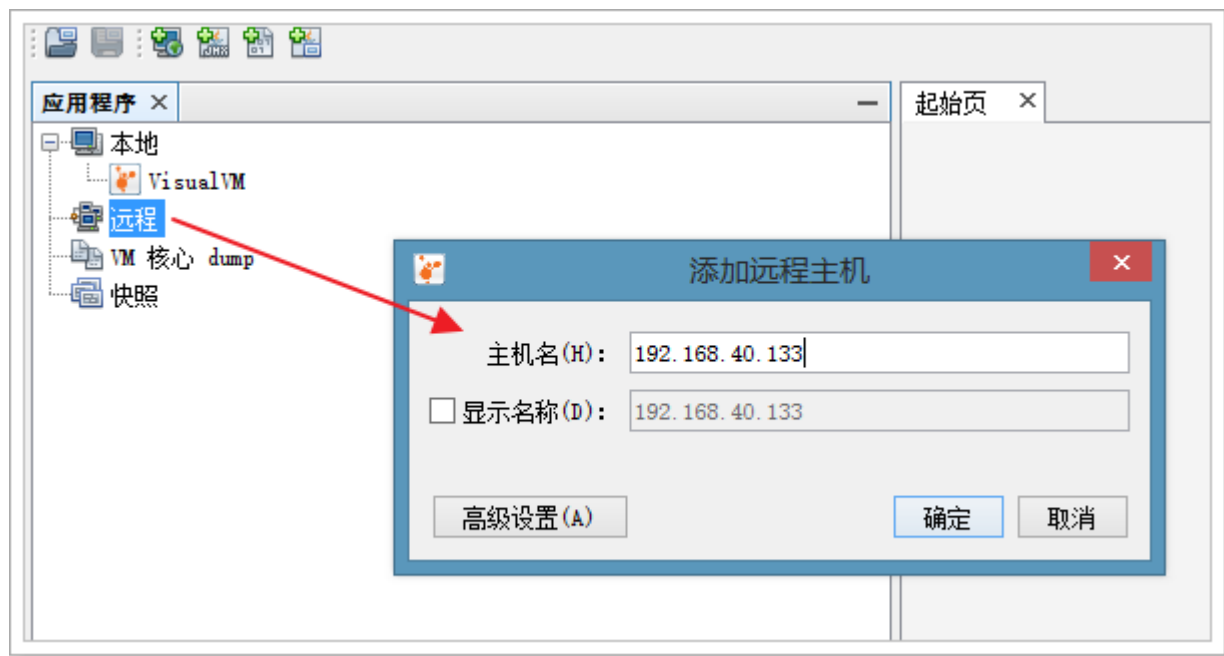 JMX
应用程序
起始页
本地
VisualVM
远程
VM 核心 dump
快照
添加远程主机
主机名(H): 192.168.40.133
显示名称(D): 192.168.40.133
高级设置(A) 确定 取消